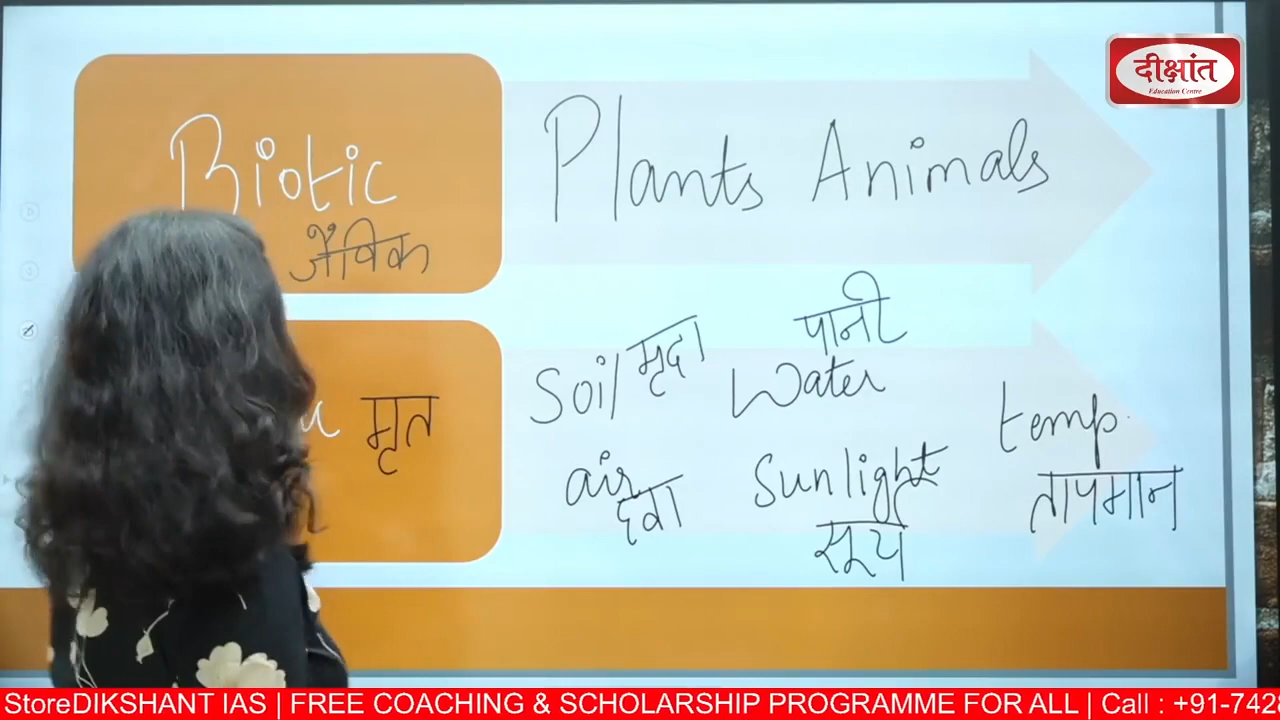 दीक्षांत
Education Centre
Biotic
जैविक
Plants Animals
मृत
Soil मृदा
पानी
Water
temp.
तापमान
air
हवा
Sunlight
सूर्य
StoreDIKSHANT IAS | FREE COACHING & SCHOLARSHIP PROGRAMME FOR ALL | Call : +91-742